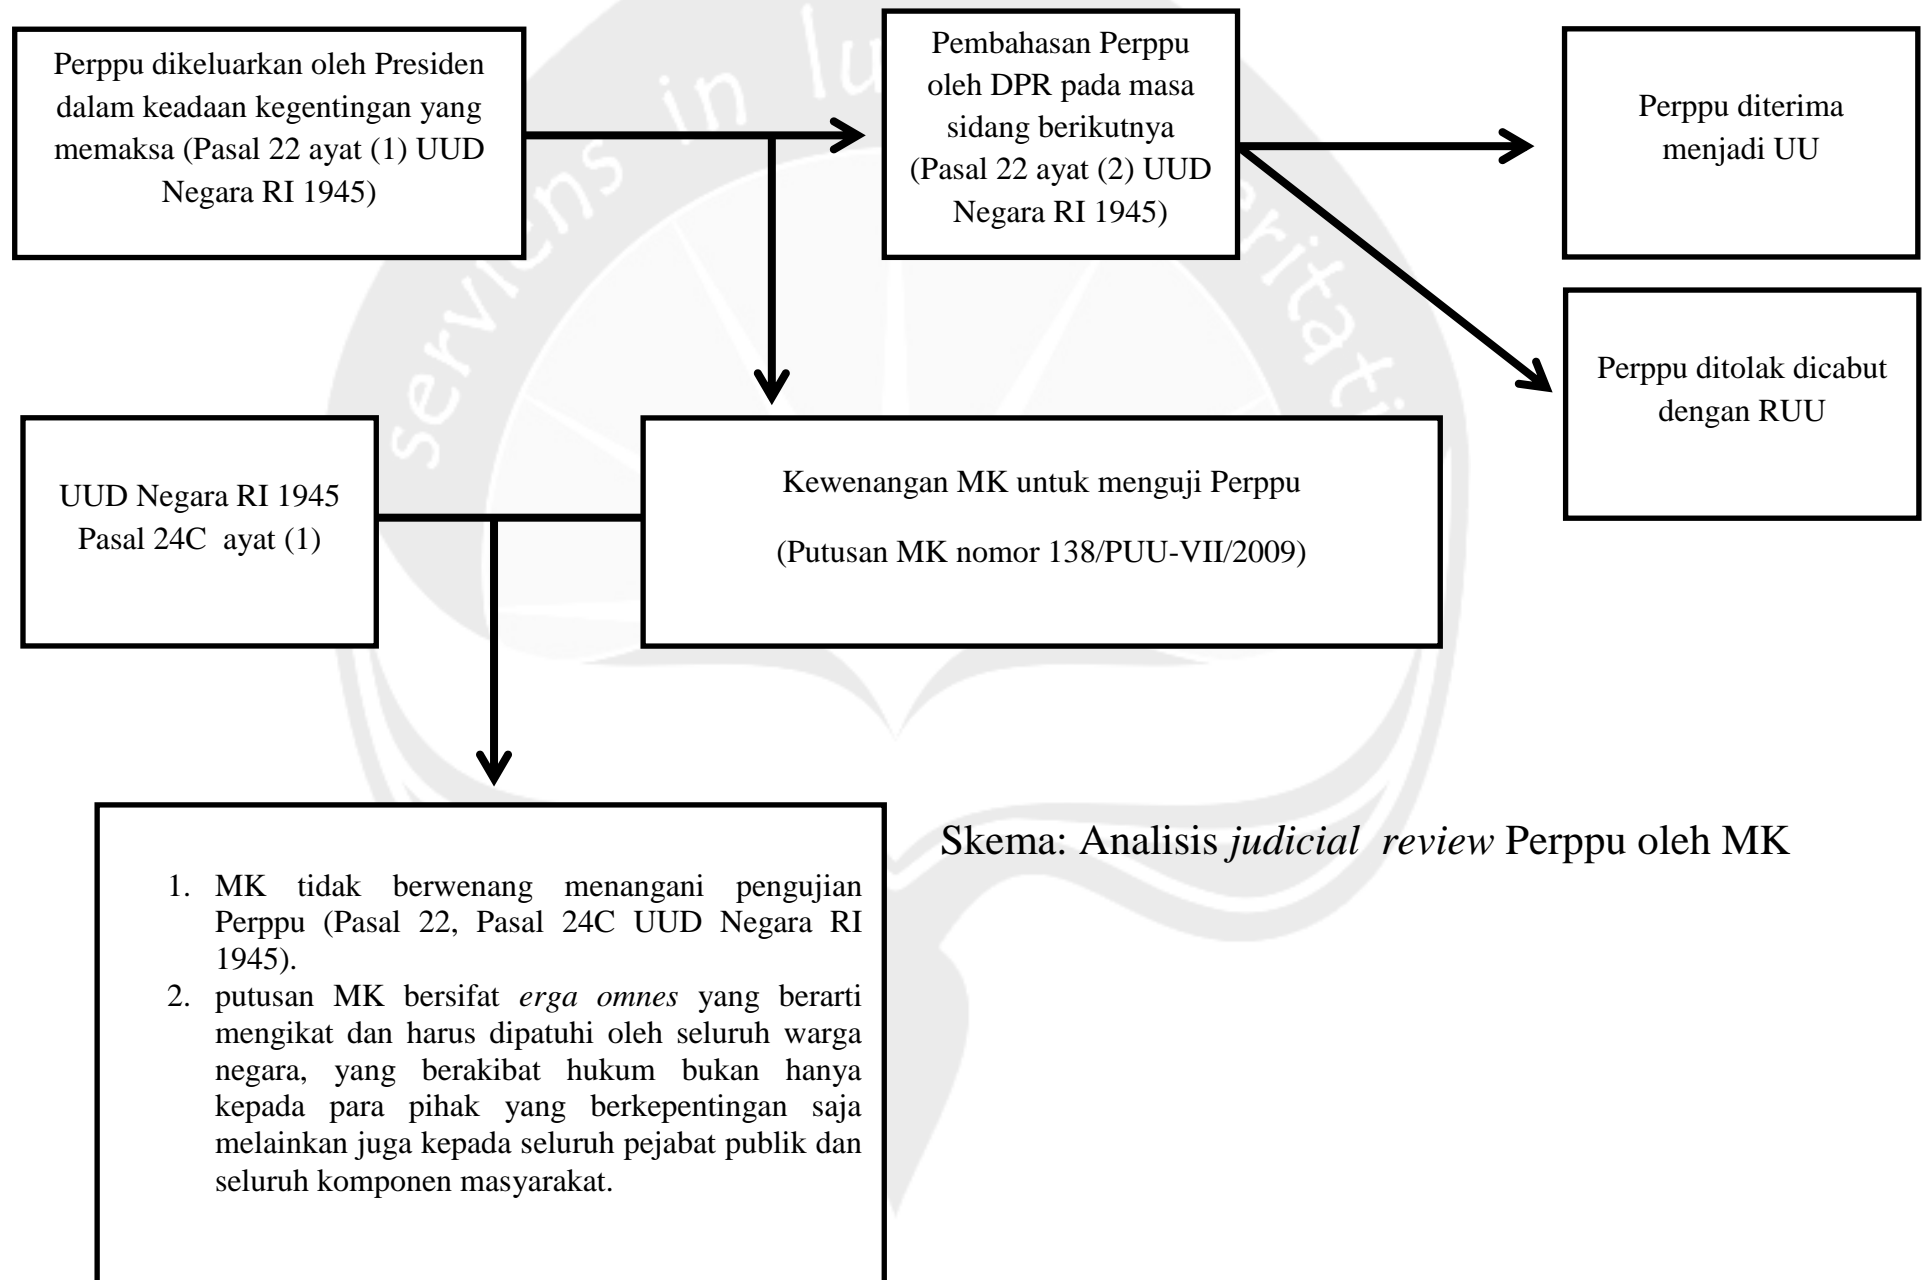 Perppu dikeluarkan oleh Presiden
dalam keadaan kegentingan yang
memaksa (Pasal 22 ayat (1) UUD
Negara RI 1945)
Pembahasan Perppu
oleh DPR pada masa
sidang berikutnya
(Pasal 22 ayat (2) UUD
Negara RI 1945)
Perppu diterima
menjadi UU
Perppu ditolak dicabut
dengan RUU
UUD Negara RI 1945
Pasal 24C ayat (1)
Kewenangan MK untuk menguji Perppu
(Putusan MK nomor 138/PUU-VII/2009)
Skema: Analisis judicial review Perppu oleh MK
1. MK tidak berwenang menangani pengujian
Perppu (Pasal 22, Pasal 24C UUD Negara RI
1945).
2. putusan MK bersifat erga omnes yang berarti
mengikat dan harus dipatuhi oleh seluruh warga
negara, yang berakibat hukum bukan hanya
kepada para pihak yang berkepentingan saja
melainkan juga kepada seluruh pejabat publik dan
seluruh komponen masyarakat.
serviens in lu
eritati